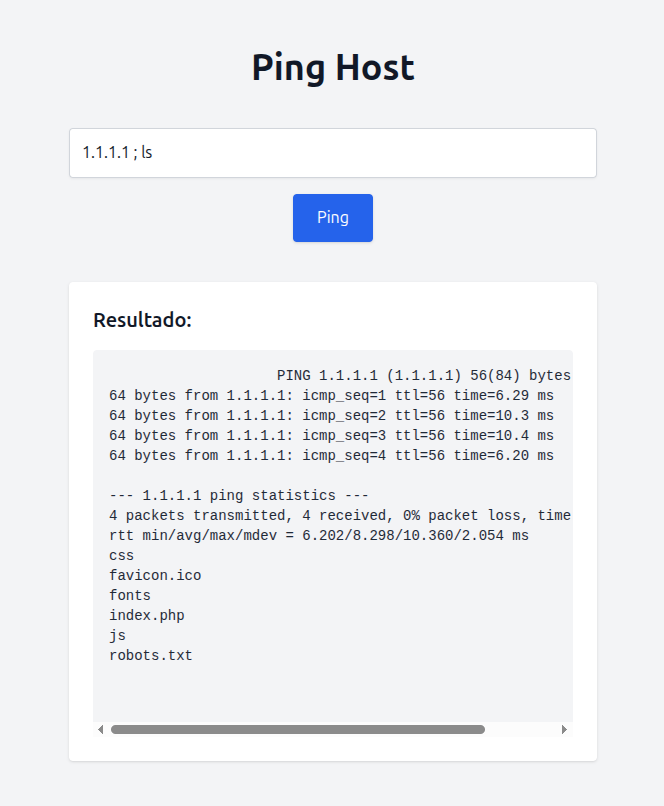 Ping Host
1.1.1.1 ; ls
Ping
Resultado:
PING 1.1.1.1 (1.1.1.1) 56(84) bytes
64 bytes from 1.1.1.1: icmp_seq=1 ttl=56 time=6.29 ms
64 bytes from 1.1.1.1: icmp_seq=2 ttl=56 time=10.3 ms
64 bytes from 1.1.1.1: icmp_seq=3 ttl=56 time=10.4 ms
64 bytes from 1.1.1.1: icmp_seq=4 ttl=56 time=6.20 ms
--- 1.1.1.1 ping statistics ---
4 packets transmitted, 4 received, 0% packet loss, time
rtt min/avg/max/mdev = 6.202/8.298/10.360/2.054 ms
css
favicon.ico
fonts
index.php
js
robots.txt